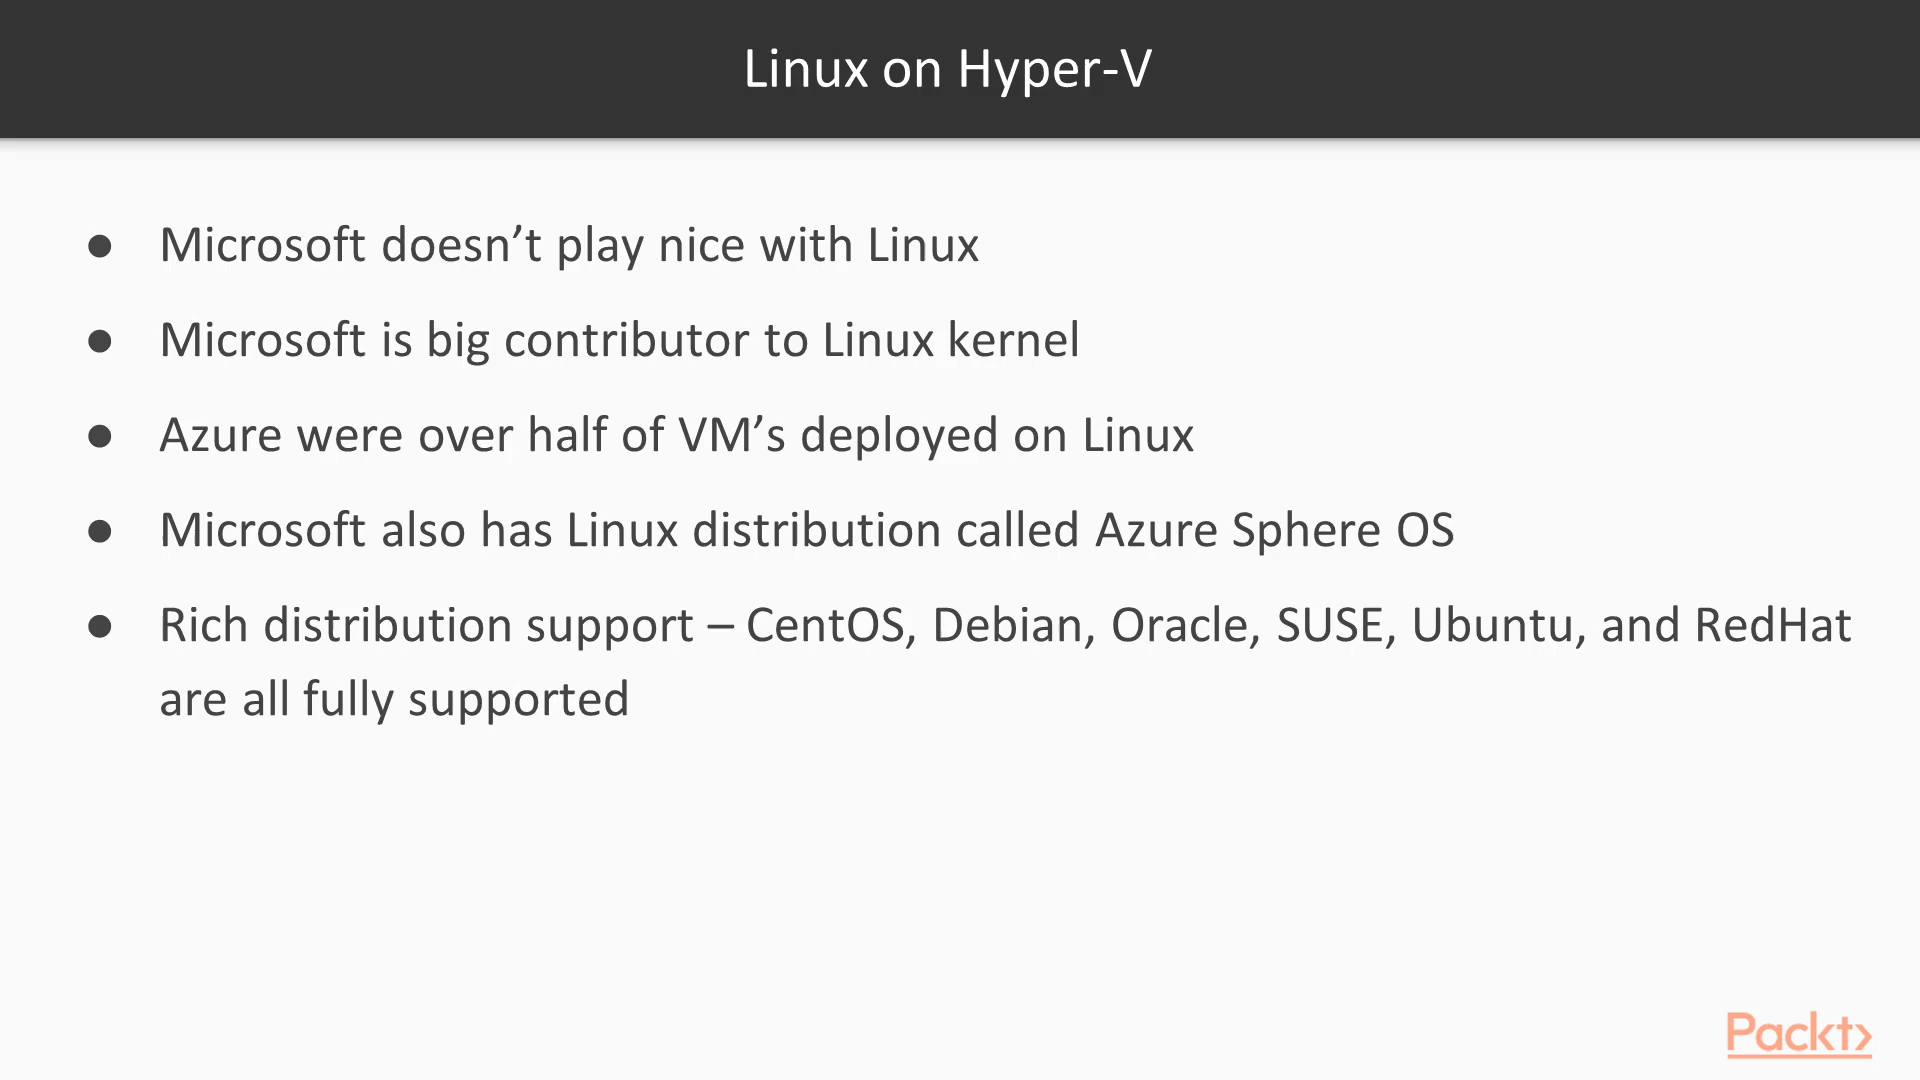 Linux on Hyper-V
● Microsoft doesn’t play nice with Linux
● Microsoft is big contributor to Linux kernel
● Azure were over half of VM’s deployed on Linux
● Microsoft also has Linux distribution called Azure Sphere OS
● Rich distribution support – CentOS, Debian, Oracle, SUSE, Ubuntu, and RedHat
are all fully supported
Packt>